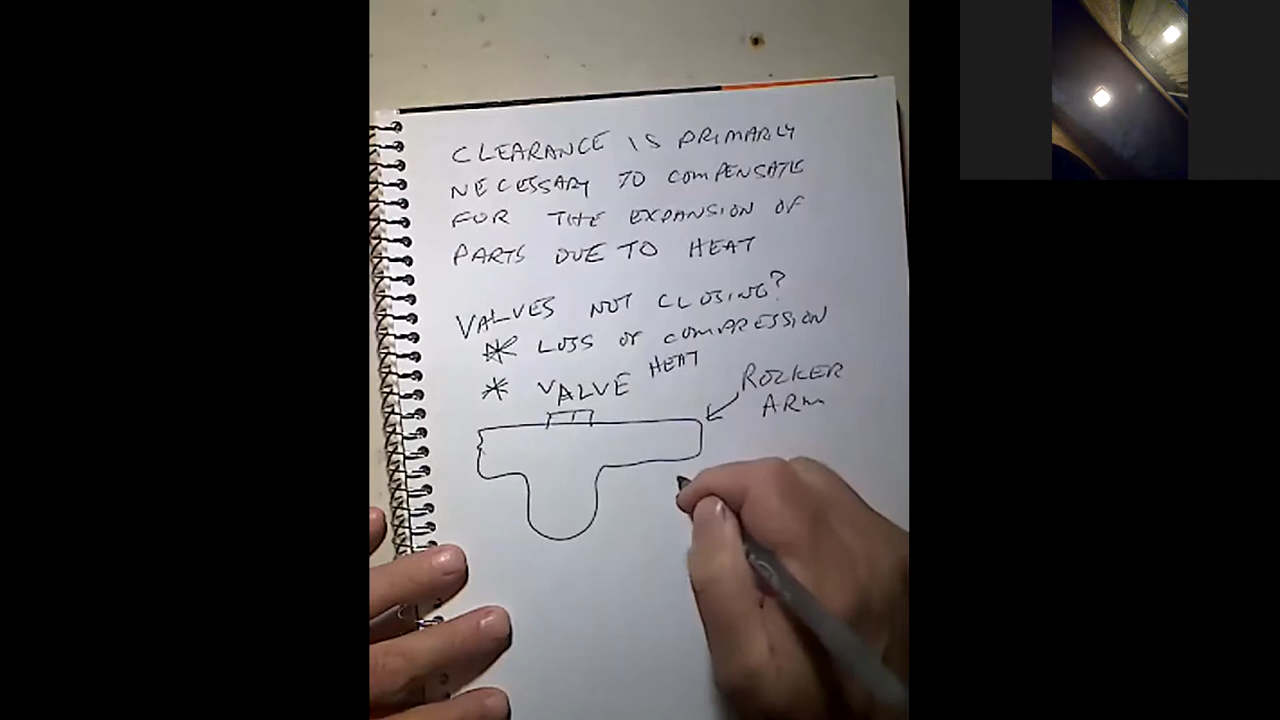 CLEARANCE IS PRIMARLY
NECESSARY TO COMPENSATE
FOR THE EXPANSION OF
PARTS DUE TO HEAT
VALVES NOT CLOSING?
* LOSS OF COMPRESSION
* VALVE HEAT
ROCKER
ARM